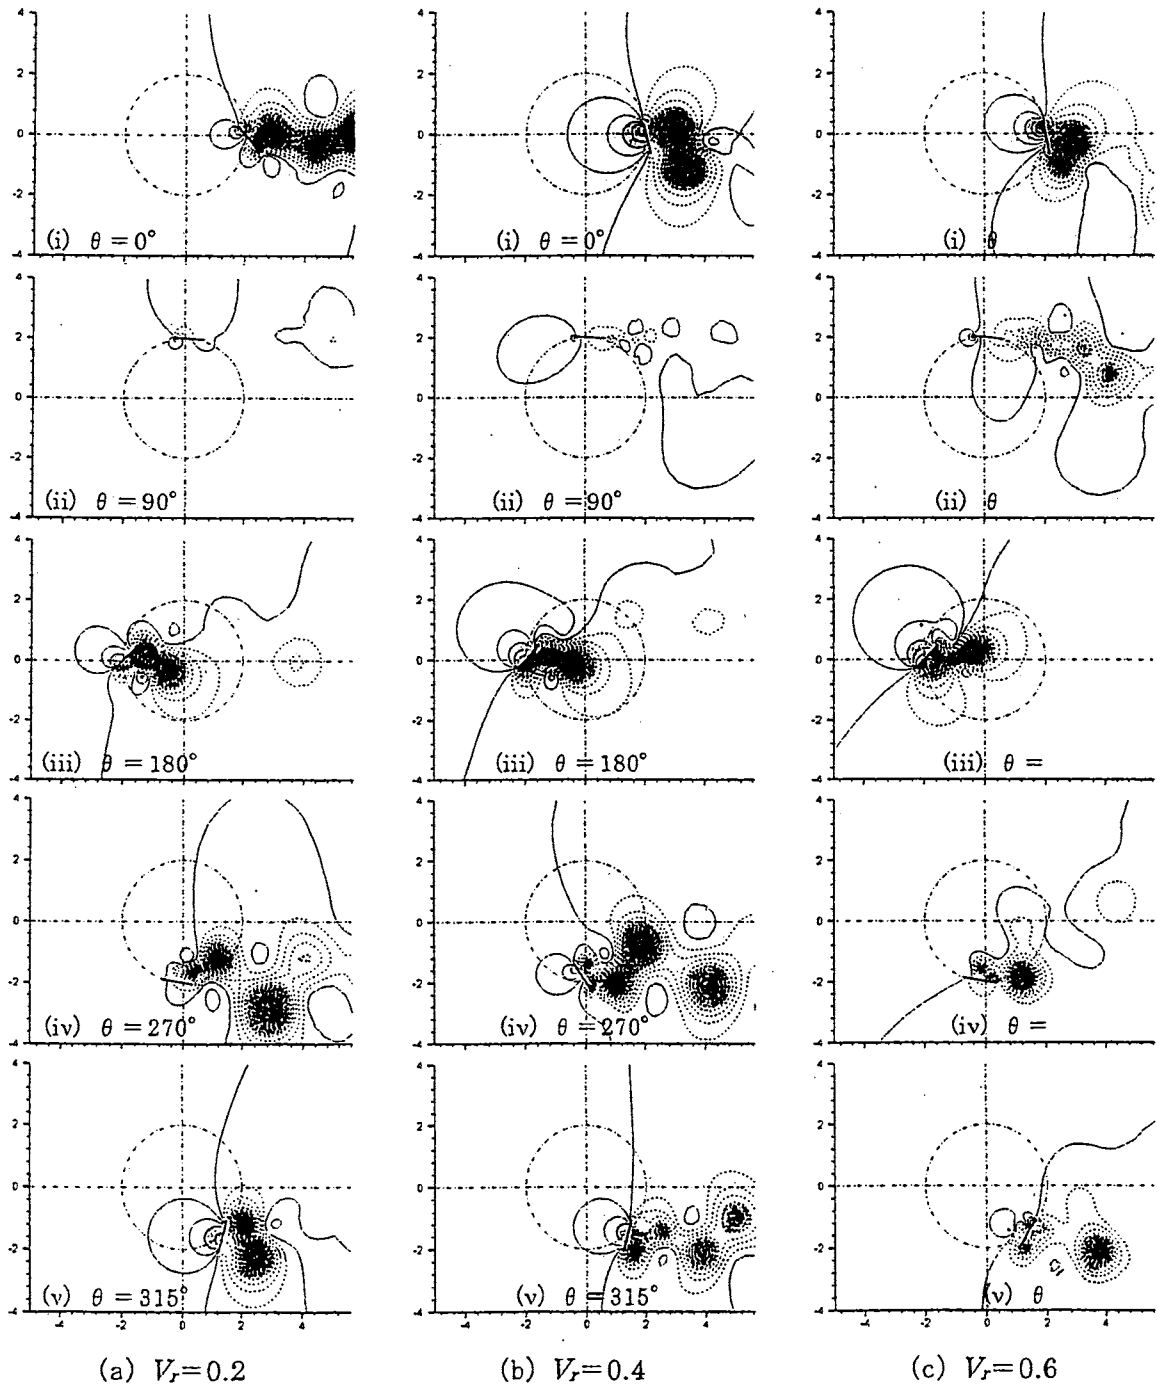 (i) θ = 0°
(i) θ = 0°
(i) θ
(ii) θ = 90°
(ii) θ = 90°
(ii) θ
(iii) θ = 180°
(iii) θ = 180°
(iii) θ =
(iv) θ = 270°
(iv) θ = 270°
(iv) θ =
(v) θ = 315°
(v) θ = 315°
(v) θ
(a) Vr=0.2 (b) Vr=0.4 (c) Vr=0.6